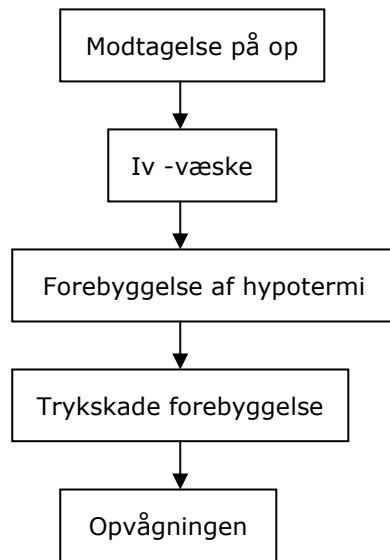 Modtagelse på op
Iv -væske
Forebyggelse af hypotermi
Trykskade forebyggelse
Opvågningen